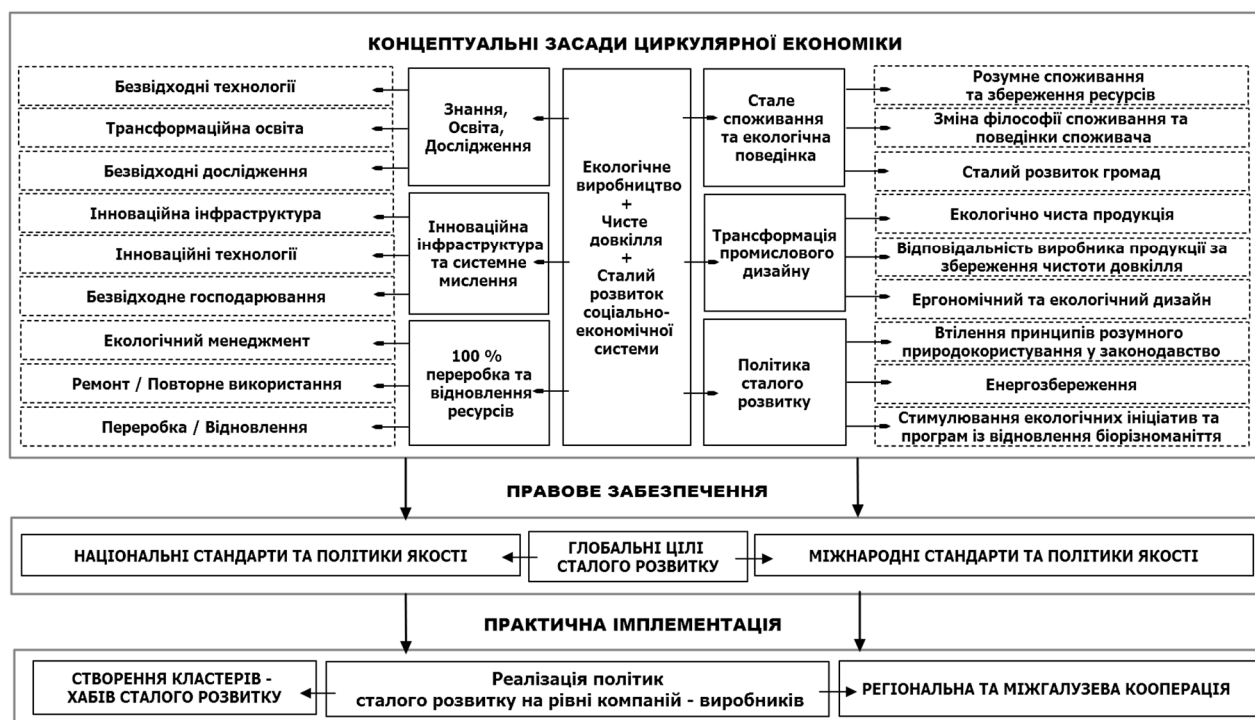 КОНЦЕПТУАЛЬНІ ЗАСАДИ ЦИРКУЛЯРНОЇ ЕКОНОМІКИ
Безвідходні технології
Трансформаційна освіта
Безвідходні дослідження
Інноваційна інфраструктура
Інноваційні технології
Безвідходне господарювання
Екологічний менеджмент
Ремонт / Повторне використання
Переробка / Відновлення
Знання,
Освіта,
Дослідження
Інноваційна
інфраструктура
та системне
мислення
100 %
переробка та
відновлення
ресурсів
Екологічне
виробництво
+
Чисте
довкілля
+
Сталий
розвиток
соціально-
економічної
системи
Стале
споживання
та екологічна
поведінка
Трансформація
промислового
дизайну
Політика
сталого
розвитку
Розумне споживання
та збереження ресурсів
Зміна філософії споживання та
поведінки споживача
Сталий розвиток громад
Екологічно чиста продукція
Відповідальність виробника продукції за
збереження чистоти довкілля
Ергономічний та екологічний дизайн
Втілення принципів розумного
природокористування у законодавство
Енергозбереження
Стимулювання екологічних ініціатив та
програм із відновлення біорізноманіття
ПРАВОВЕ ЗАБЕЗПЕЧЕННЯ
НАЦІОНАЛЬНІ СТАНДАРТИ ТА ПОЛІТИКИ ЯКОСТІ
ГЛОБАЛЬНІ ЦІЛІ
СТАЛОГО РОЗВИТКУ
МІЖНАРОДНІ СТАНДАРТИ ТА ПОЛІТИКИ ЯКОСТІ
ПРАКТИЧНА ІМПЛЕМЕНТАЦІЯ
СТВОРЕННЯ КЛАСТЕРІВ -
ХАБІВ СТАЛОГО РОЗВИТКУ
Реалізація політик
сталого розвитку на рівні компаній - виробників
РЕГІОНАЛЬНА ТА МІЖГАЛУЗЕВА КООПЕРАЦІЯ